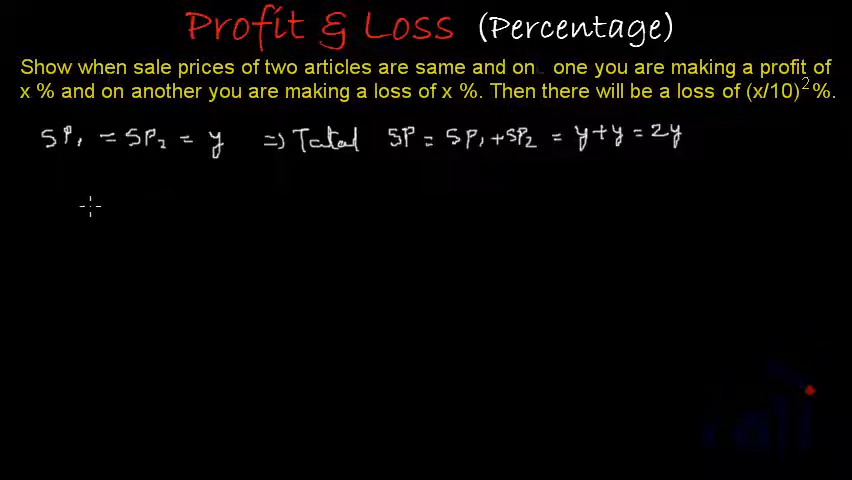 Profit & Loss (Percentage)
Show when sale prices of two articles are same and on one you are making a profit of
x % and on another you are making a loss of x %. Then there will be a loss of (x/10)² %.
SP₁ = SP₂ = y ⇒ Total SP = SP₁ + SP₂ = y + y = 2y